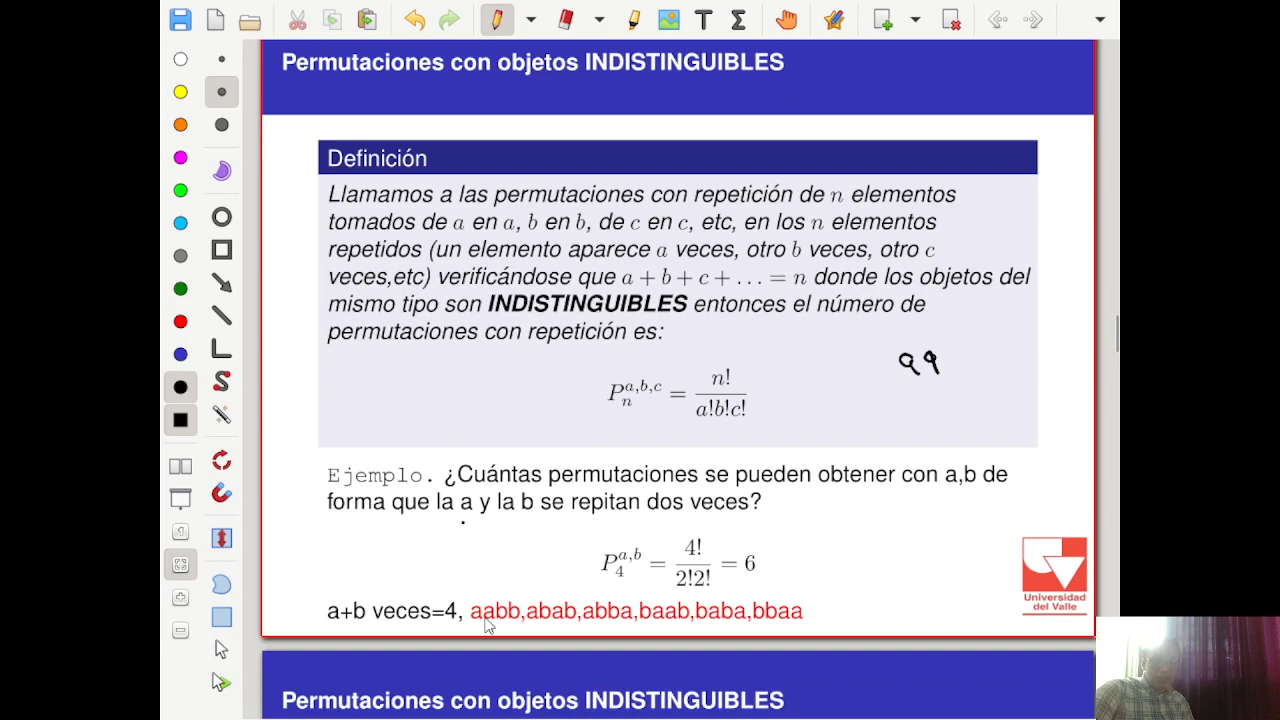 Permutaciones con objetos INDISTINGUIBLES
Definición
Llamamos a las permutaciones con repetición de n elementos
tomados de a en a, b en b, de c en c, etc, en los n elementos
repetidos (un elemento aparece a veces, otro b veces, otro c
veces,etc) verificándose que a + b + c + . . . = n donde los objetos del
mismo tipo son INDISTINGUIBLES entonces el número de
permutaciones con repetición es:
P_n^{a,b,c} = n!/a!b!c!
Ejemplo. ¿Cuántas permutaciones se pueden obtener con a,b de
forma que la a y la b se repitan dos veces?
P_4^{a,b} = 4!/2!2! = 6
a+b veces=4, aabb,abab,abba,baab,baba,bbaa
Universidad
del Valle
Permutaciones con objetos INDISTINGUIBLES